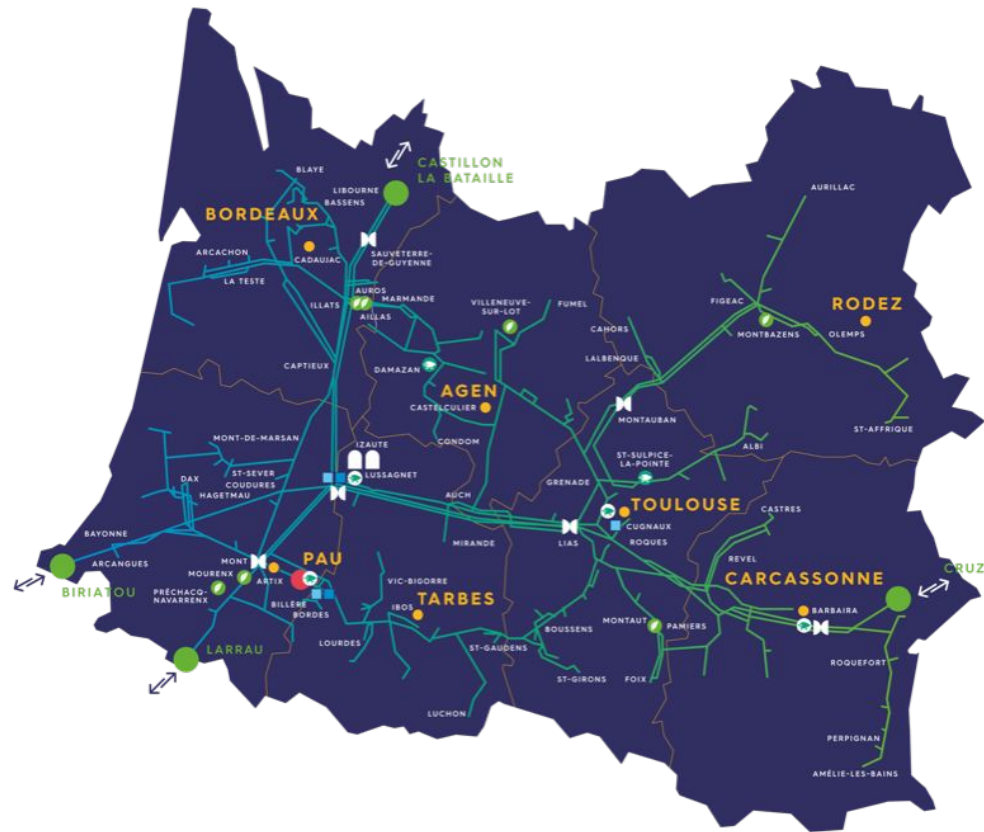 BLAYE
CASTILLON
LA BATAILLE
LIBOURNE
BASSENS
AURILLAC
BORDEAUX
SAUVETERRE-
DE-GUYENNE
ARCACHON
CADAUJAC
LA TESTE
AUROS
MARMANDE
ILLATS
AILLAS
VILLENEUVE-
SUR-LOT
FUMEL
FIGEAC
RODEZ
CAHORS
MONTBAZENS
OLEMPS
CAPTIEUX
DAMAZAN
LALBENQUE
AGEN
CASTELCULIER
MONTAUBAN
ST-AFFRIQUE
MONT-DE-MARSAN
CONDOM
IZAUTE
ALBI
ST-SULPICE-
LA-POINTE
ST-SEVER
COUDURES
LUSSAGNET
DAX
HAGETMAU
GRENADE
AUCH
TOULOUSE
CASTRES
CUGNAUX
BAYONNE
MIRANDE
LIAS
ROQUES
ARCANGUES
MONT
PAU
REVEL
CRUZ
BIRIATOU
MOURENX
ARTIX
VIC-BIGORRE
CARCASSONNE
PRÉCHACQ-
NAVARRENX
BILLÈRE
BORDES
IBOS
TARBES
BARBAIRA
MONTAUT
PAMIERS
BOUSSENS
LOURDES
LARRAU
ST-GAUDENS
ROQUEFORT
ST-GIRONS
FOIX
LUCHON
PERPIGNAN
AMÉLIE-LES-BAINS